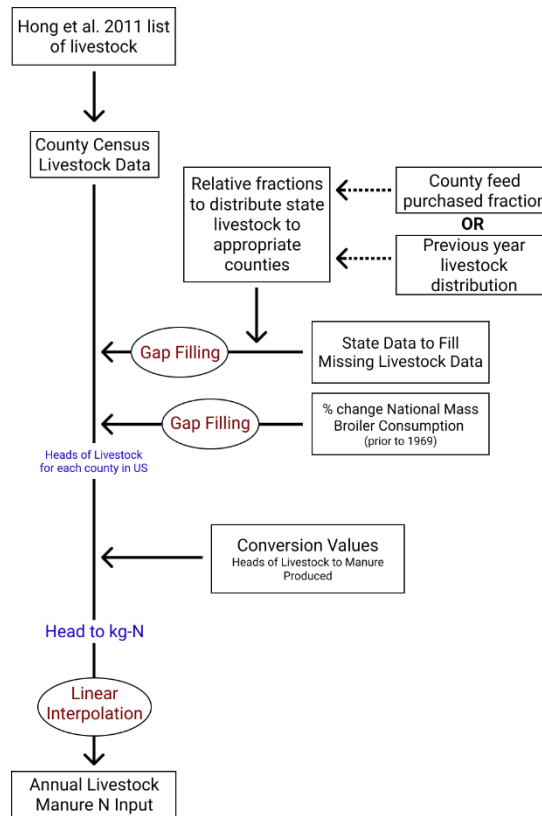 Hong et al. 2011 list
of livestock
County Census
Livestock Data
Relative fractions
to distribute state
livestock to
appropriate
counties
County feed
purchased fraction
OR
Previous year
livestock
distribution
Gap Filling
State Data to Fill
Missing Livestock Data
Gap Filling
% change National Mass
Broiler Consumption
(prior to 1969)
Heads of Livestock
for each county in US
Conversion Values
Heads of Livestock to Manure
Produced
Head to kg-N
Linear
Interpolation
Annual Livestock
Manure N Input